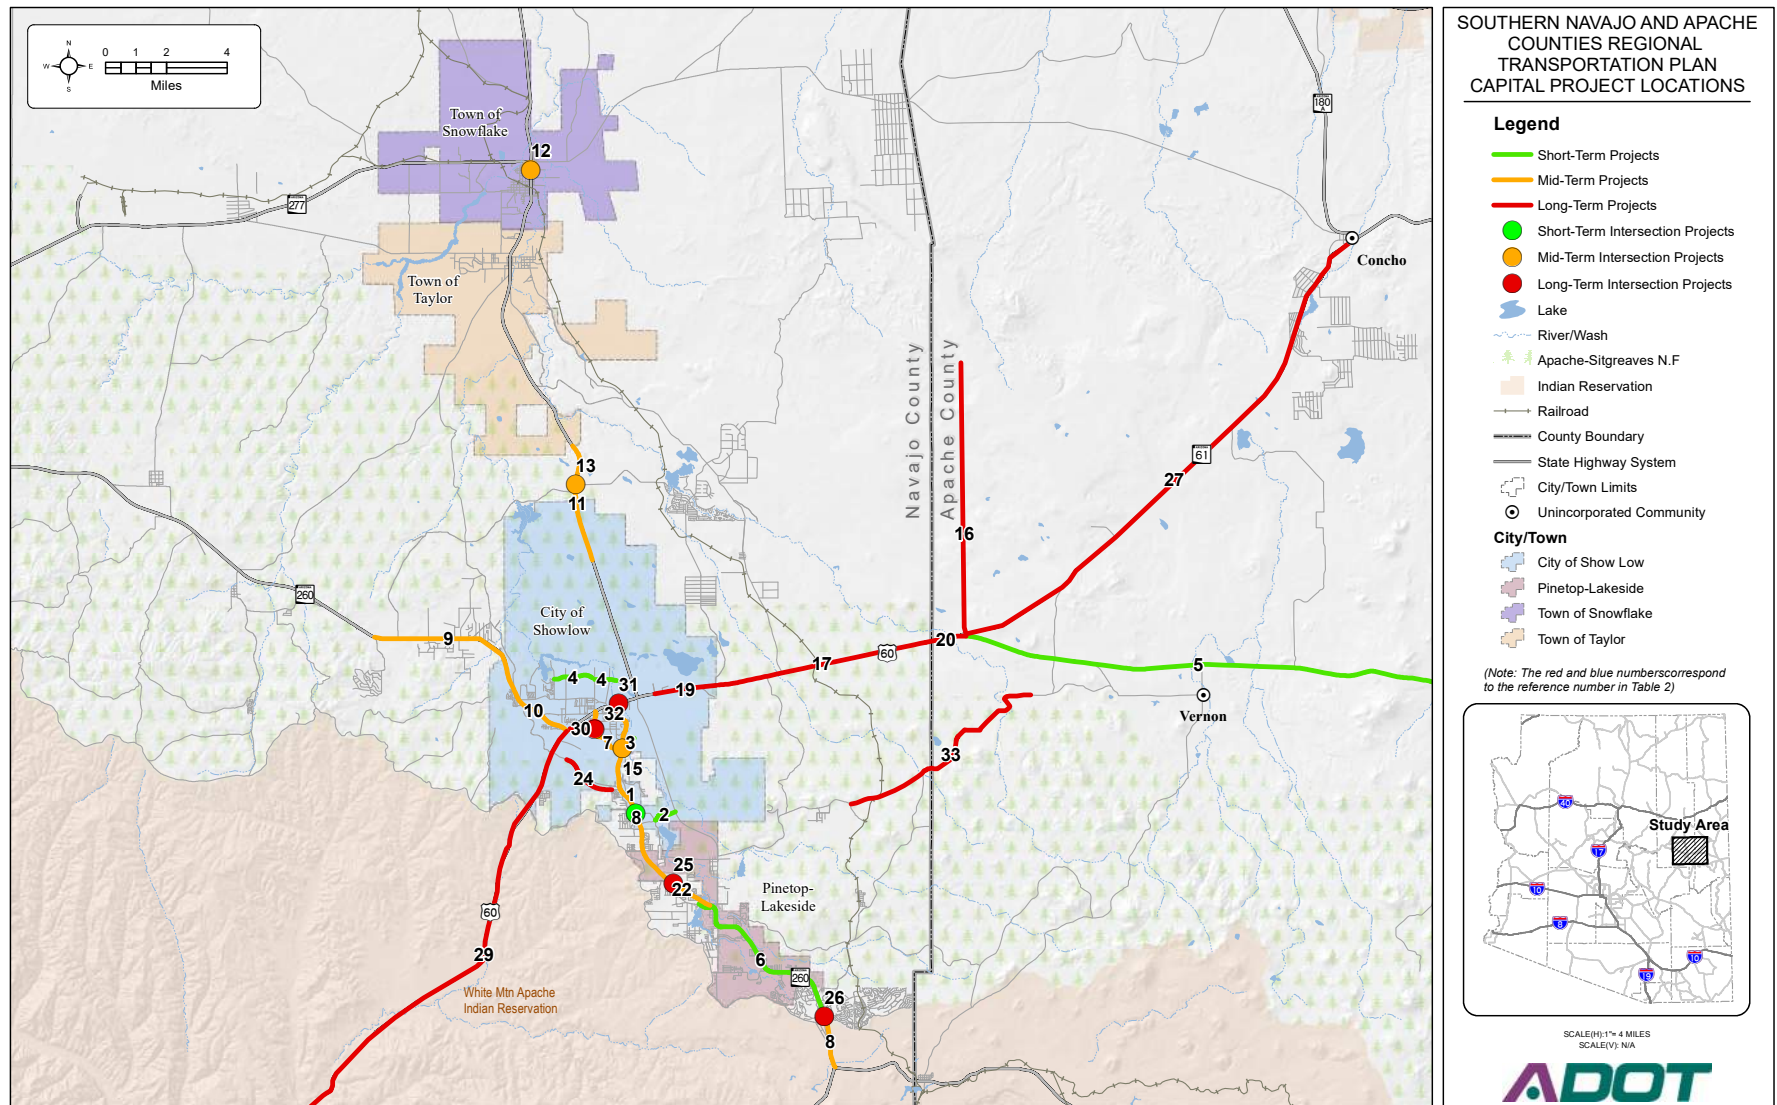 N
W
E
S
0 1 2 4
Miles
Town of
Snowflake
12
277
Town of
Taylor
180
A
Concho
Navajo County
Apache County
61
27
13
11
16
260
City of
Showlow
9
20
60
17
5
4 4
31
19
Vernon
10
32
30
7 3
33
15
24
1
8 2
25
22
Pinetop-
Lakeside
60
29
6
260
26
White Mtn Apache
Indian Reservation
8
SOUTHERN NAVAJO AND APACHE
COUNTIES REGIONAL
TRANSPORTATION PLAN
CAPITAL PROJECT LOCATIONS
Legend
Short-Term Projects
Mid-Term Projects
Long-Term Projects
Short-Term Intersection Projects
Mid-Term Intersection Projects
Long-Term Intersection Projects
Lake
River/Wash
Apache-Sitgreaves N.F
Indian Reservation
Railroad
County Boundary
State Highway System
City/Town Limits
Unincorporated Community
City/Town
City of Show Low
Pinetop-Lakeside
Town of Snowflake
Town of Taylor
(Note: The red and blue numberscorrespond
to the reference number in Table 2)
40
Study Area
17
10
8
10
19
SCALE(H):1"= 4 MILES
SCALE(V): N/A
ADOT